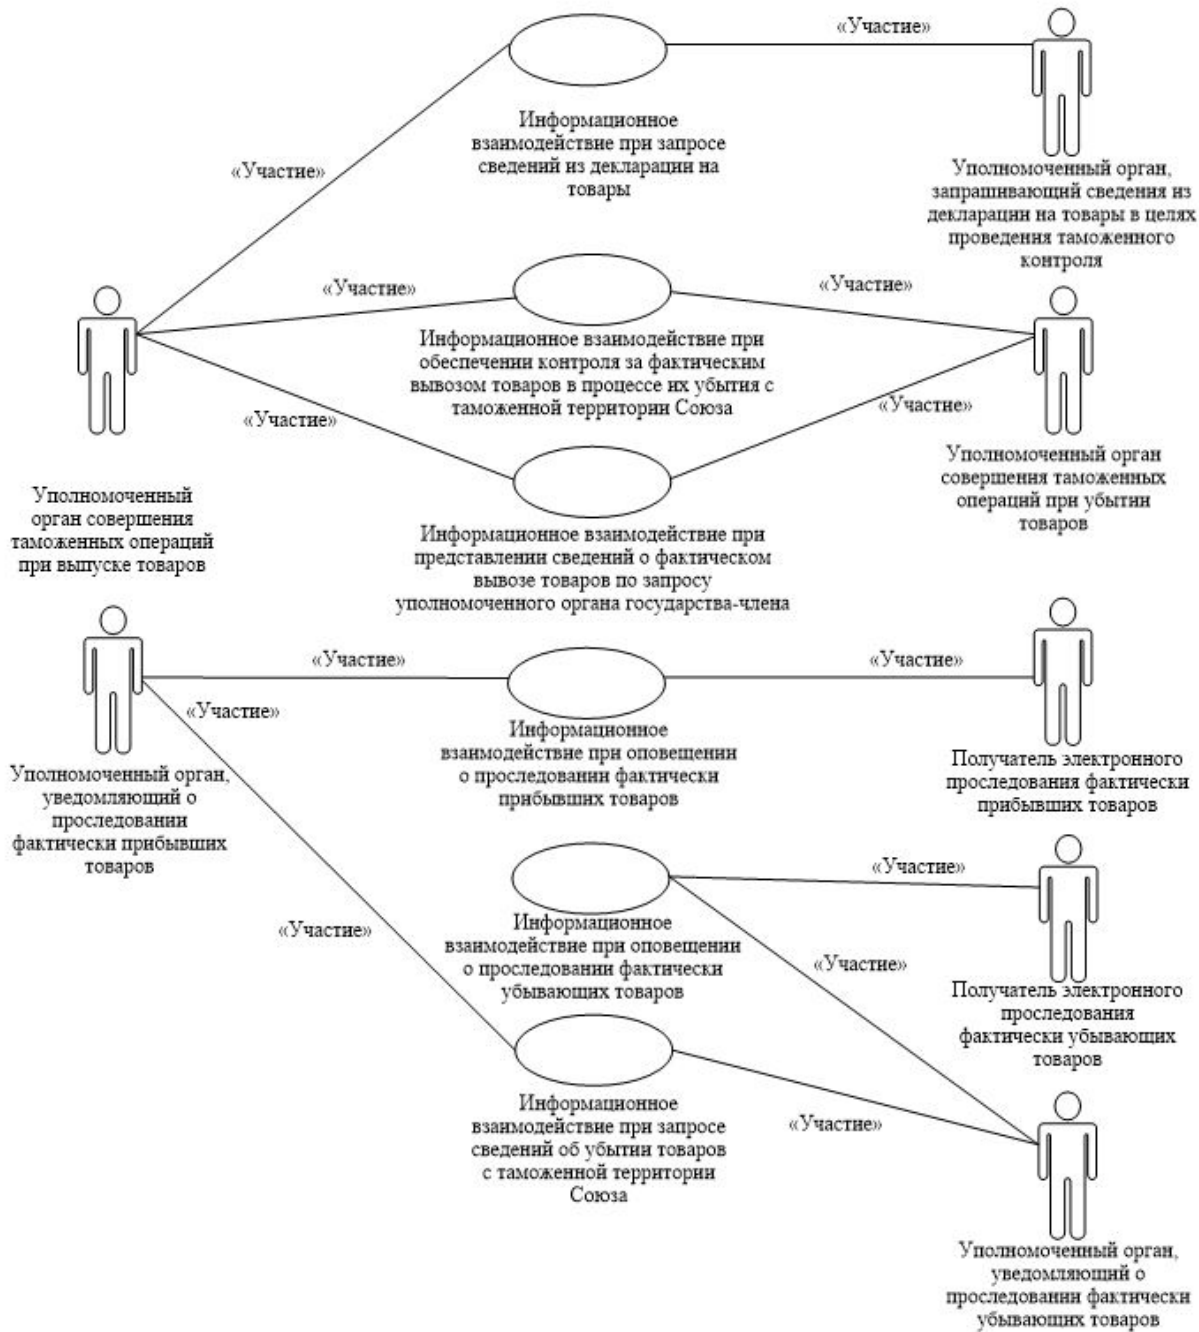 «Участие»
Информационное
взаимодействие при запросе
сведений из декларации на
товары
Уполномоченный орган,
запрашивающий сведения из
декларации на товары в целях
проведения таможенного
контроля
«Участие»
«Участие»
«Участие»
Информационное взаимодействие при
обеспечении контроля за фактическим
вывозом товаров в процессе их убытия с
таможенной территории Союза
«Участие»
«Участие»
Уполномоченный орган
совершения таможенных
операций при убытии
товаров
Уполномоченный
орган совершения
таможенных операций
при выпуске товаров
Информационное взаимодействие при
представлении сведений о фактическом
вывозе товаров по запросу
уполномоченного органа государства-члена
«Участие»
«Участие»
«Участие»
Информационное
взаимодействие при оповещении
о проследовании фактически
прибывших товаров
Получатель электронного
проследования фактически
прибывших товаров
Уполномоченный орган,
уведомляющий о
проследовании
фактически прибывших
товаров
«Участие»
«Участие»
Информационное
взаимодействие при оповещении
о проследовании фактически
убывающих товаров
«Участие»
Получатель электронного
проследования
фактически убывающих
товаров
Информационное
взаимодействие при запросе
сведений об убытии товаров
с таможенной территории
Союза
«Участие»
Уполномоченный орган,
уведомляющий о
проследовании фактически
убывающих товаров